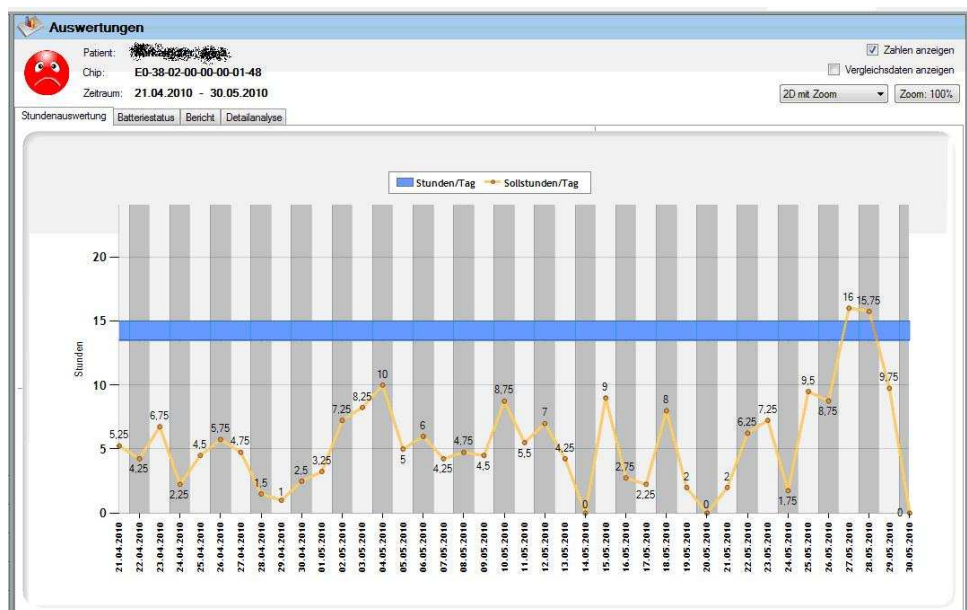 Auswertungen
Patient:
Zahlen anzeigen
Chip: E0-38-02-00-00-00-01-48
Vergleichsdaten anzeigen
Zeitraum: 21.04.2010 - 30.05.2010
2D mit Zoom Zoom: 100%
Stundenauswertung Batteriestatus Bericht Detailanalyse
Stunden/Tag Sollstunden/Tag
Stunden
20
15
10
5
0
5,25 4,25 6,75 2,25 4,5 5,75 4,75 1,5 1 2,5 3,25 7,25 8,25 10 5 6 4,25 4,75 4,5 8,75 5,5 7 4,25 0 9 2,75 2,25 8 2 0 2 6,25 7,25 1,75 9,5 8,75 16 15,75 9,75 0
21.04.2010 22.04.2010 23.04.2010 24.04.2010 25.04.2010 26.04.2010 27.04.2010 28.04.2010 29.04.2010 30.04.2010 01.05.2010 02.05.2010 03.05.2010 04.05.2010 05.05.2010 06.05.2010 07.05.2010 08.05.2010 09.05.2010 10.05.2010 11.05.2010 12.05.2010 13.05.2010 14.05.2010 15.05.2010 16.05.2010 17.05.2010 18.05.2010 19.05.2010 20.05.2010 21.05.2010 22.05.2010 23.05.2010 24.05.2010 25.05.2010 26.05.2010 27.05.2010 28.05.2010 29.05.2010 30.05.2010